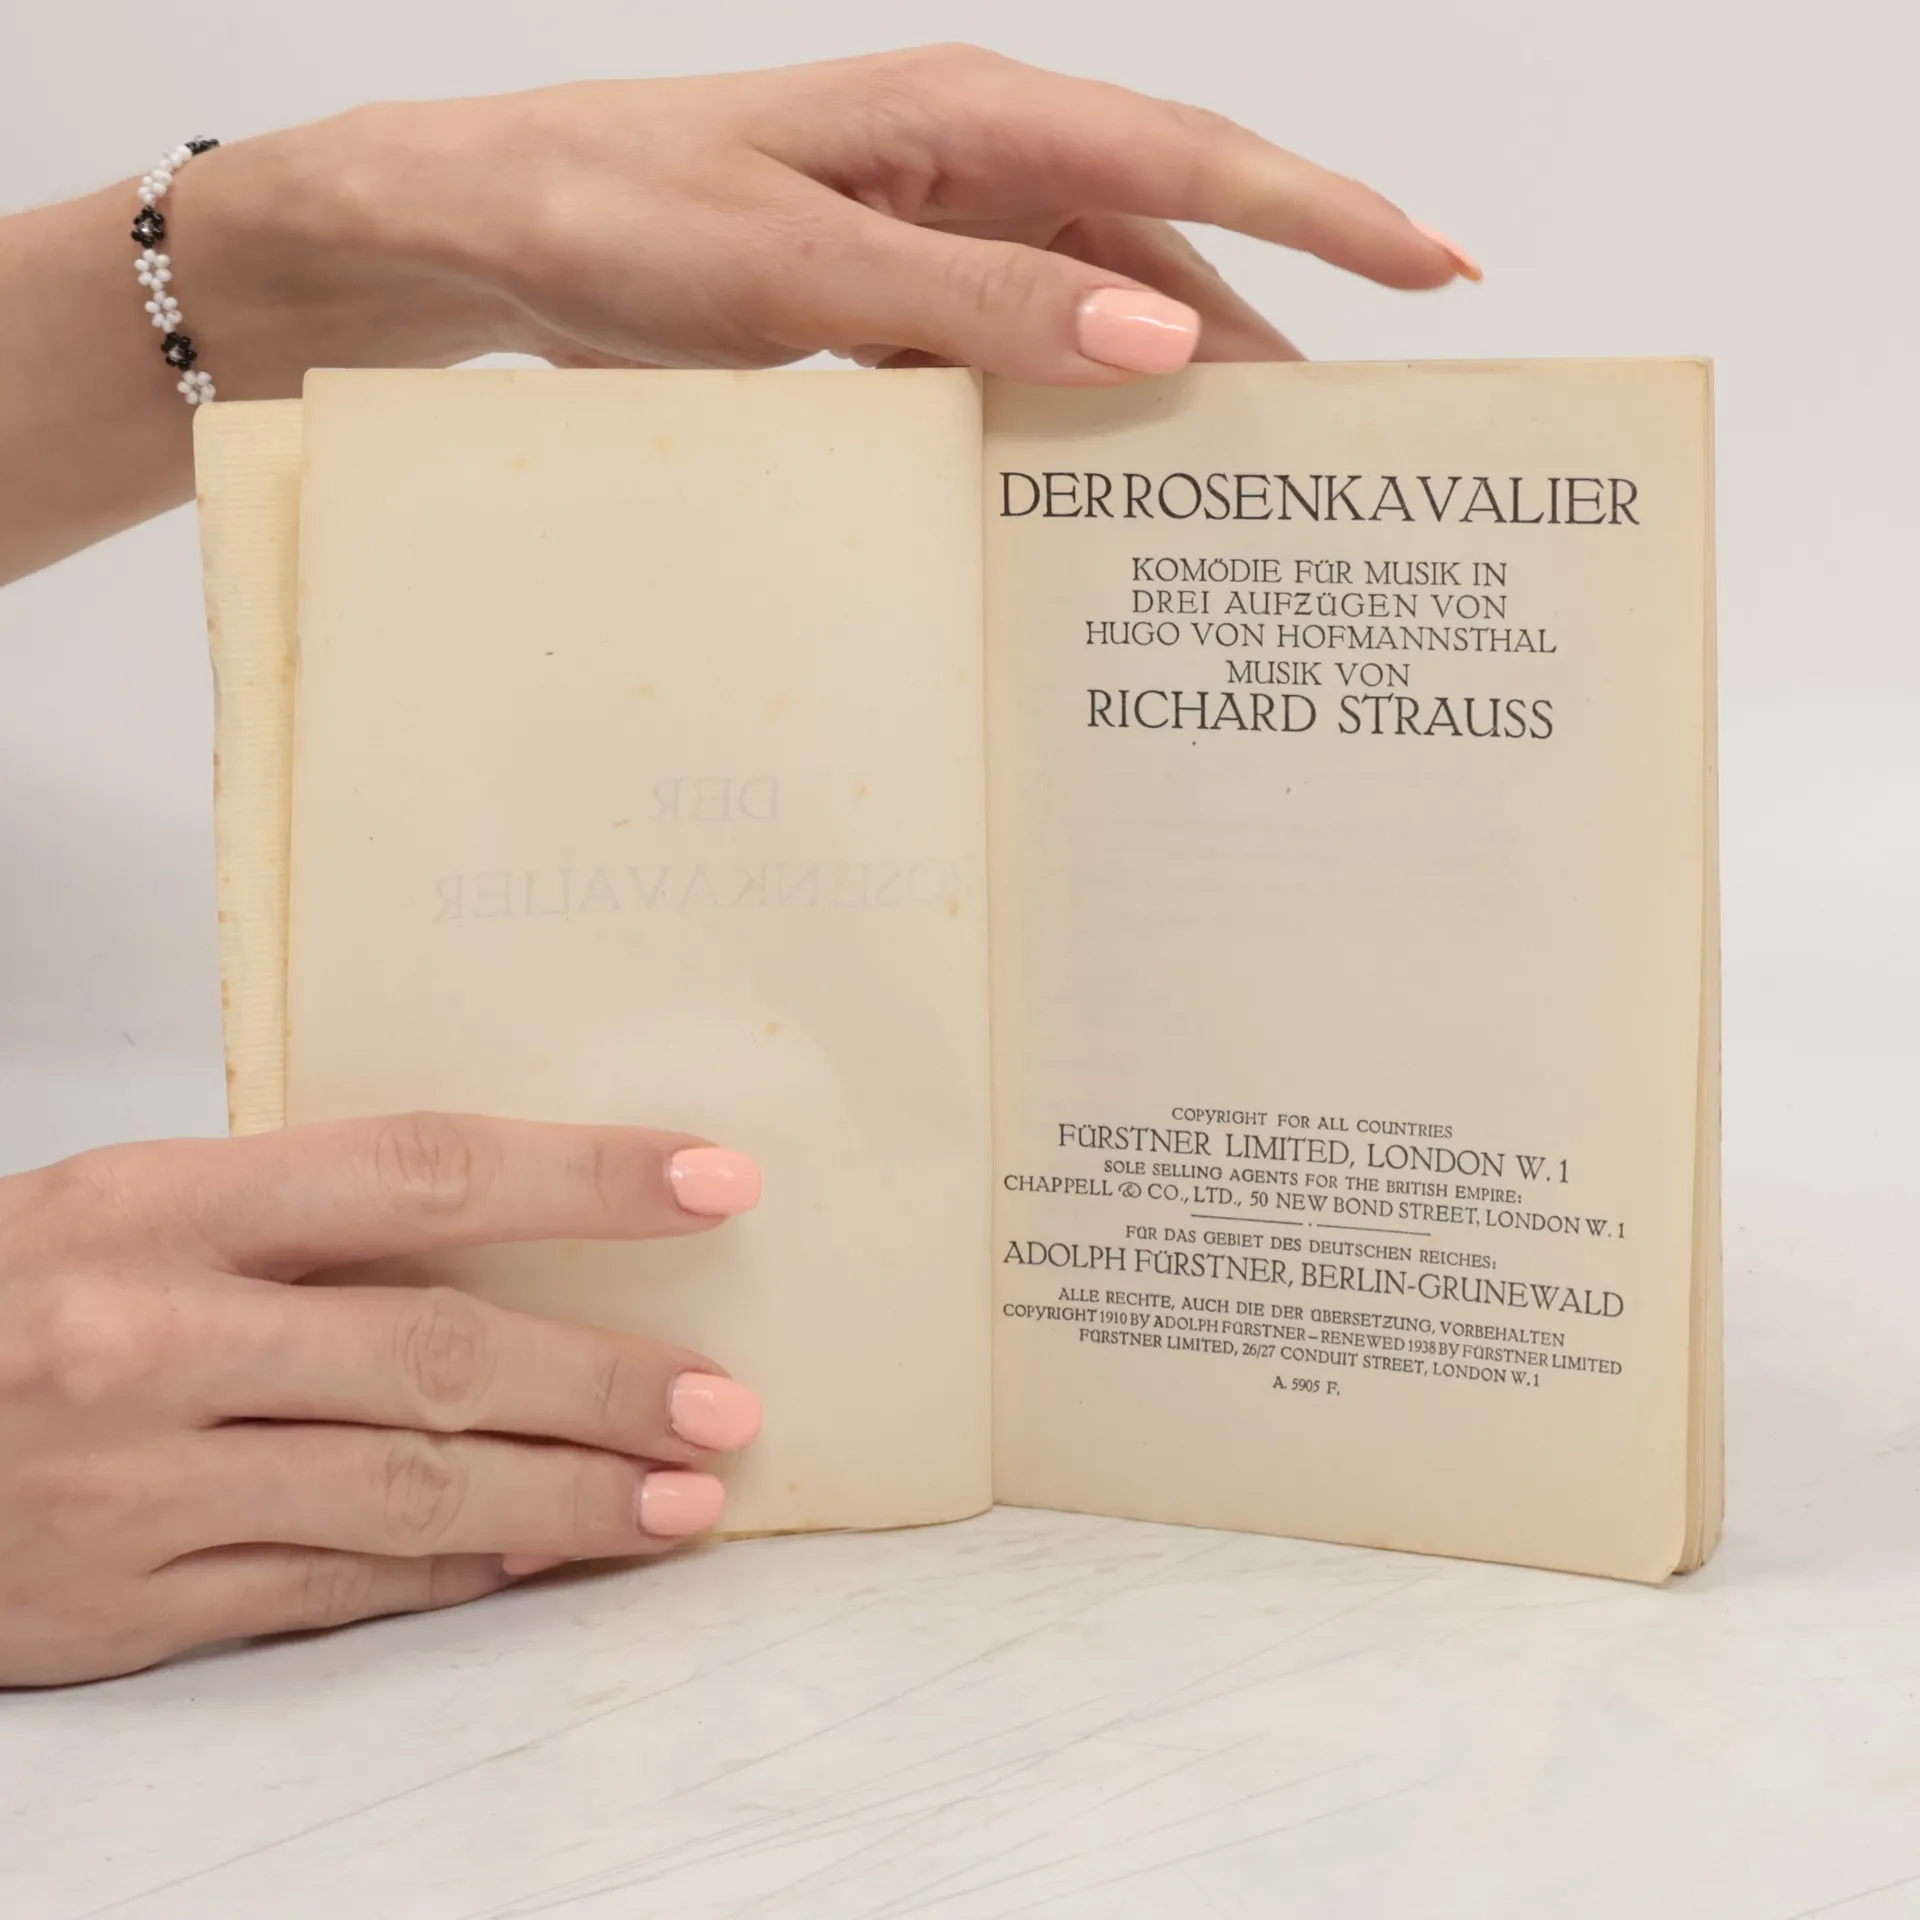 DER
ROSENKAVALIER
DER ROSENKAVALIER
KOMÖDIE FÜR MUSIK IN
DREI AUFZÜGEN VON
HUGO VON HOFMANNSTHAL
MUSIK VON
RICHARD STRAUSS
COPYRIGHT FOR ALL COUNTRIES
FÜRSTNER LIMITED, LONDON W. 1
SOLE SELLING AGENTS FOR THE BRITISH EMPIRE:
CHAPPELL & CO., LTD., 50 NEW BOND STREET, LONDON W. 1
FÜR DAS GEBIET DES DEUTSCHEN REICHES:
ADOLPH FÜRSTNER, BERLIN-GRUNEWALD
ALLE RECHTE, AUCH DIE DER ÜBERSETZUNG, VORBEHALTEN
COPYRIGHT 1910 BY ADOLPH FÜRSTNER – RENEWED 1938 BY FÜRSTNER LIMITED
FÜRSTNER LIMITED, 26/27 CONDUIT STREET, LONDON W. 1
A. 5905 F.